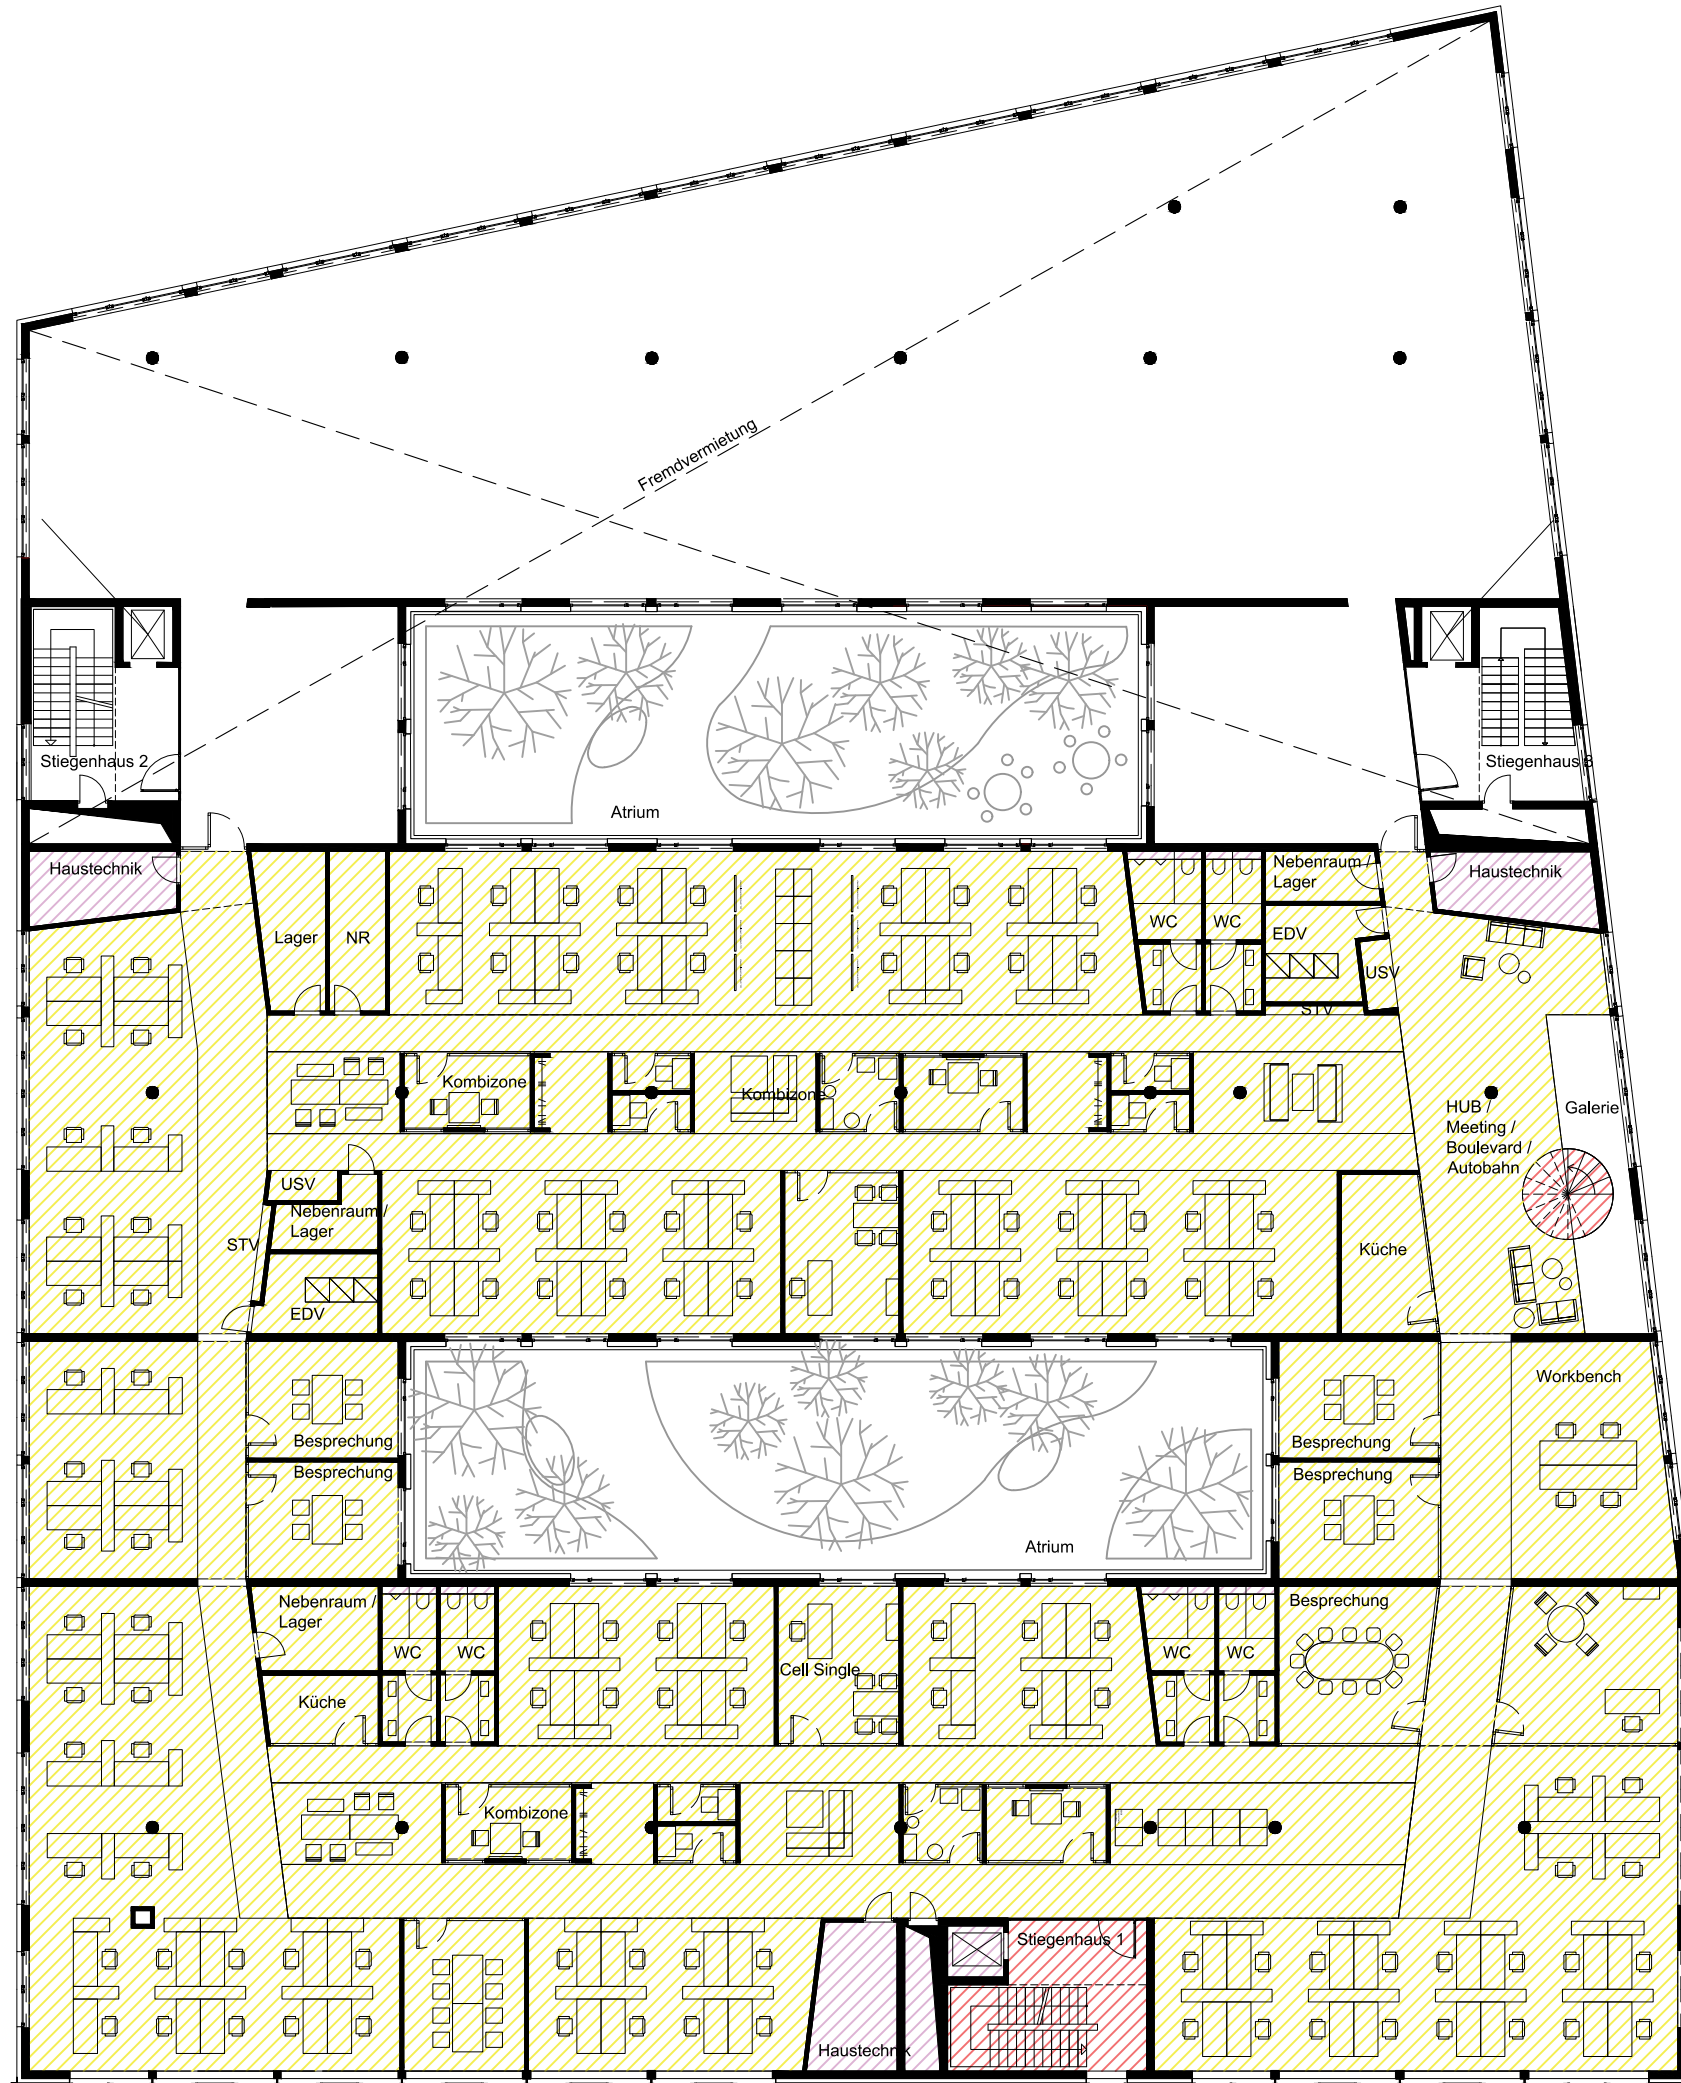 Fremdvermietung
Stiegenhaus 2
Stiegenhaus 3
Atrium
Haustechnik
Nebenraum /
Lager
Haustechnik
WC
WC
Lager
NR
EDV
USV
STV
Kombizone
Kombizone
HUB /
Meeting /
Boulevard /
Autobahn
Galerie
USV
Nebenraum /
Lager
STV
EDV
Küche
Workbench
Besprechung
Besprechung
Besprechung
Besprechung
Atrium
Nebenraum /
Lager
Besprechung
WC
WC
WC
WC
Cell Single
Küche
Kombizone
Stiegenhaus 1
Haustechnik